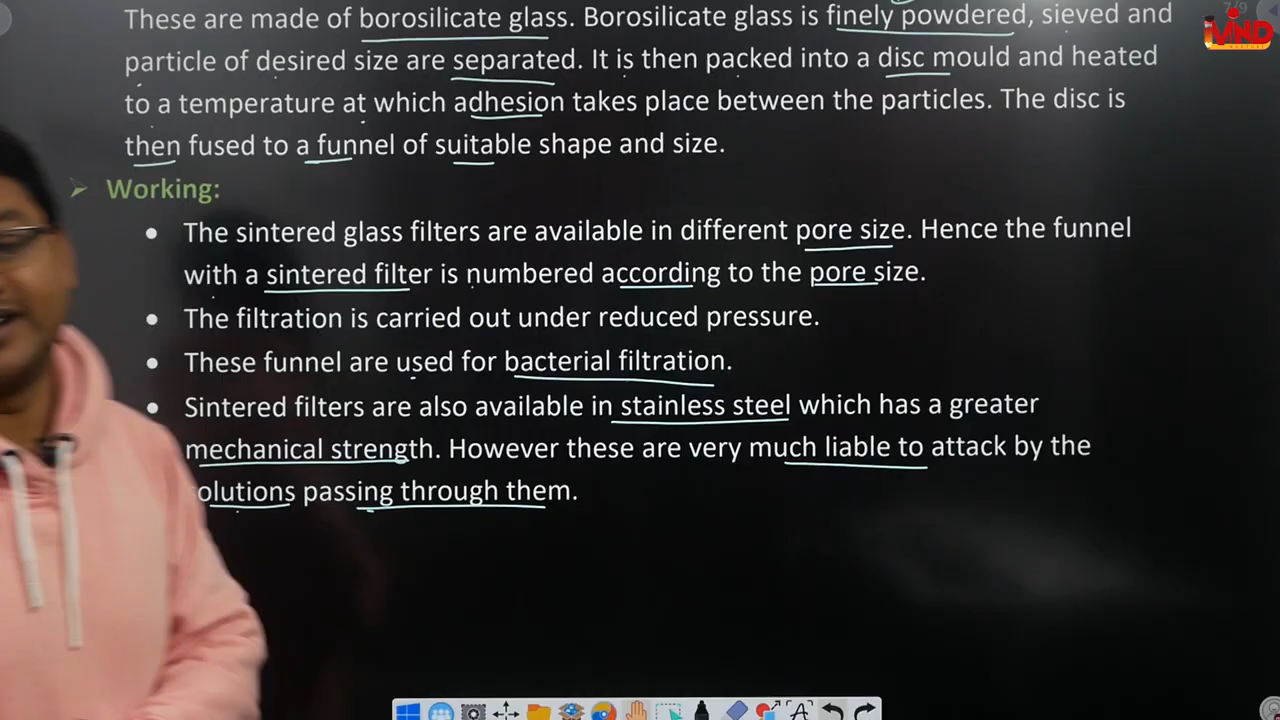 7/9
These are made of borosilicate glass. Borosilicate glass is finely powdered, sieved and
particle of desired size are separated. It is then packed into a disc mould and heated
to a temperature at which adhesion takes place between the particles. The disc is
then fused to a funnel of suitable shape and size.
Working:
The sintered glass filters are available in different pore size. Hence the funnel
with a sintered filter is numbered according to the pore size.
The filtration is carried out under reduced pressure.
These funnel are used for bacterial filtration.
Sintered filters are also available in stainless steel which has a greater
mechanical strength. However these are very much liable to attack by the
olutions passing through them.